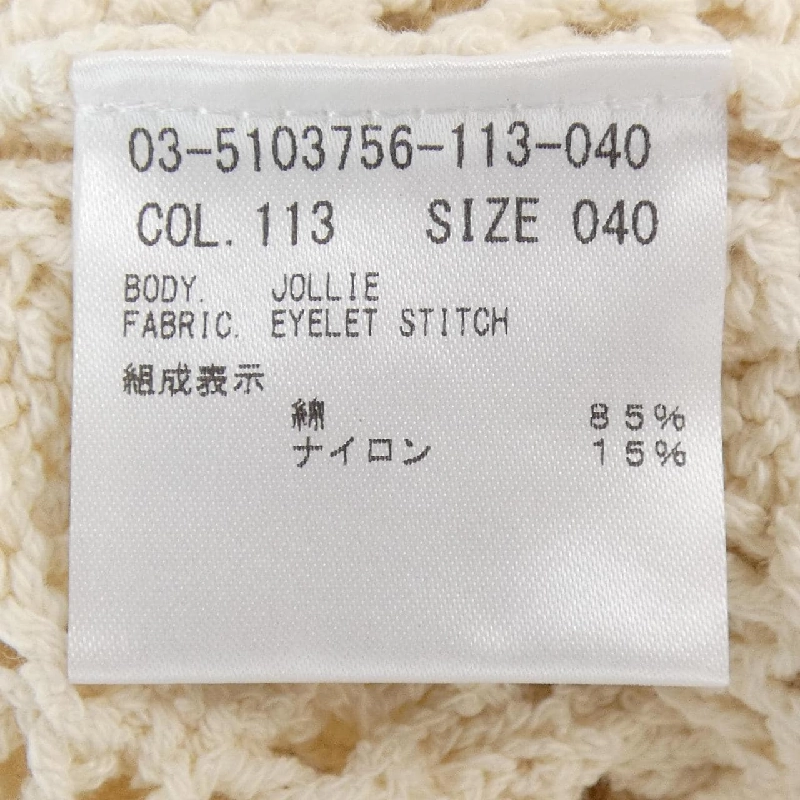 03-5103756-113-040
COL. 113 SIZE 040
BODY. JOLLIE
FABRIC. EYELET STITCH
組成表示
綿 85%
ナイロン 15%